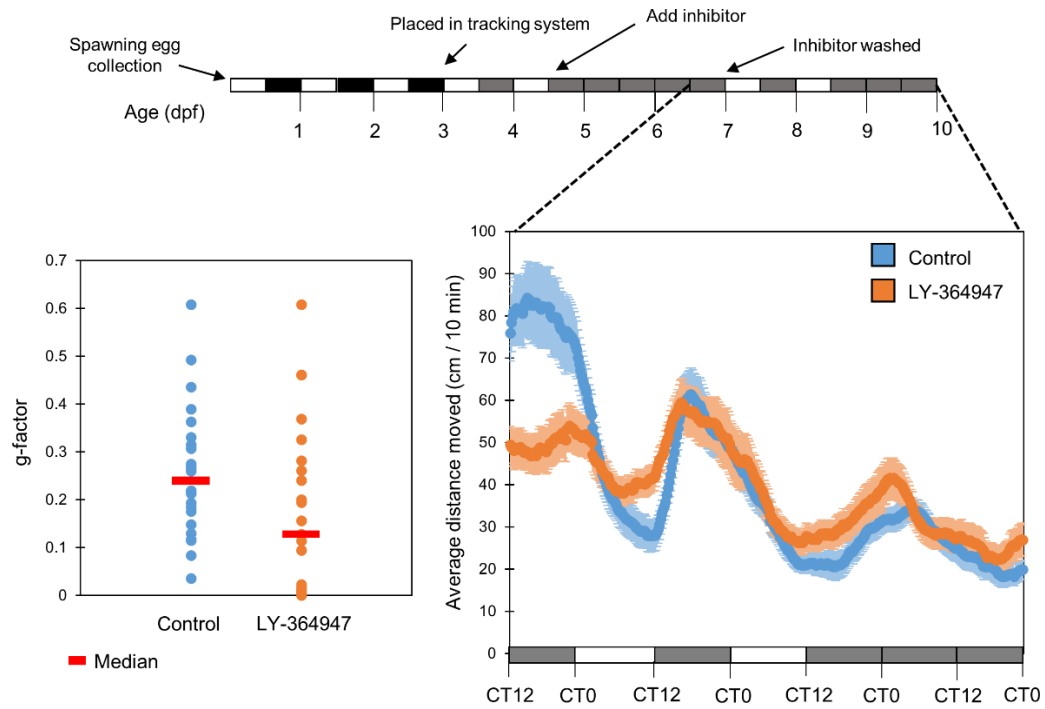 Placed in tracking system
Add inhibitor
Spawning egg
collection
Inhibitor washed
Age (dpf)
1 2 3 4 5 6 7 8 9 10
0.7
0.6
0.5
0.4
0.3
0.2
0.1
0
g-factor
Control LY-364947
Median
100
90
80
70
60
50
40
30
20
10
0
Average distance moved (cm / 10 min)
Control
LY-364947
CT12 CT0 CT12 CT0 CT12 CT0 CT12 CT0